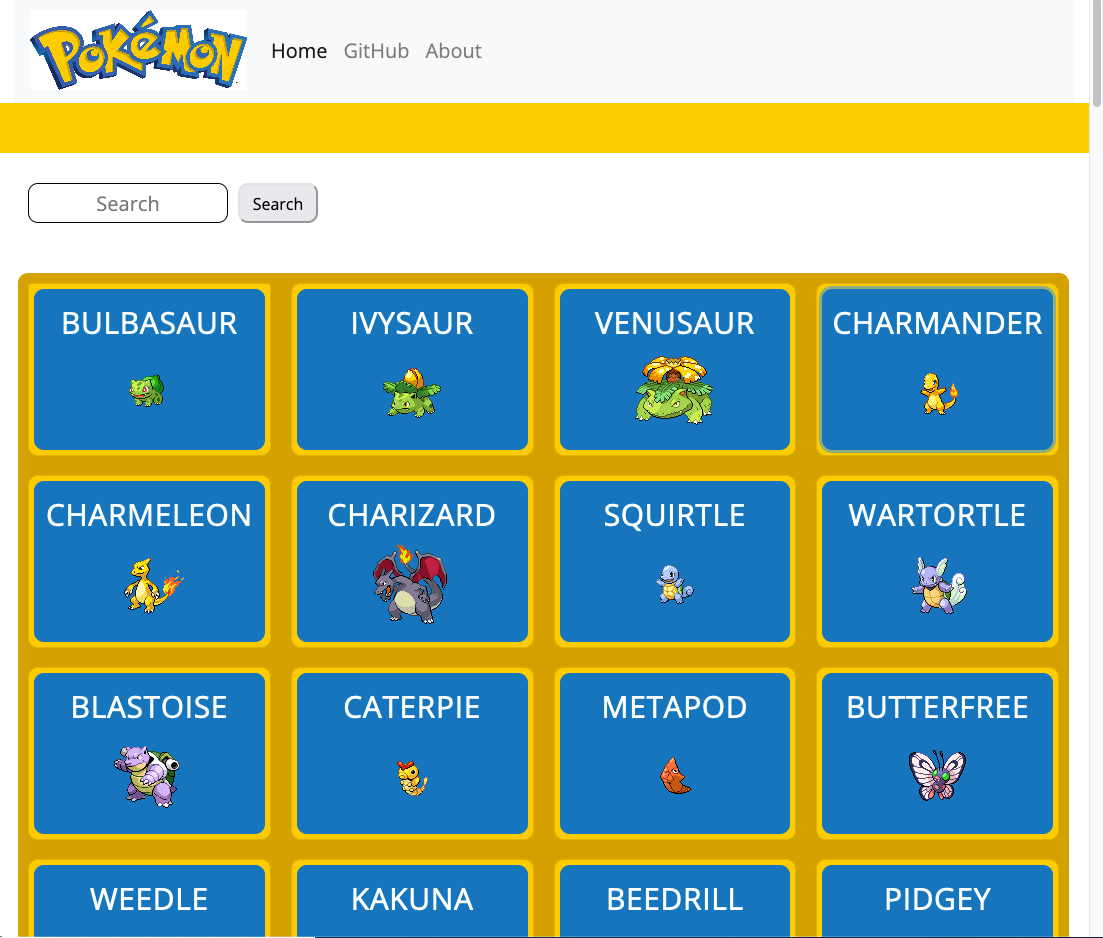 Pokémon
Home GitHub About
Search Search
BULBASAUR IVYSAUR VENUSAUR CHARMANDER
CHARMELEON CHARIZARD SQUIRTLE WARTORTLE
BLASTOISE CATERPIE METAPOD BUTTERFREE
WEEDLE KAKUNA BEEDRILL PIDGEY